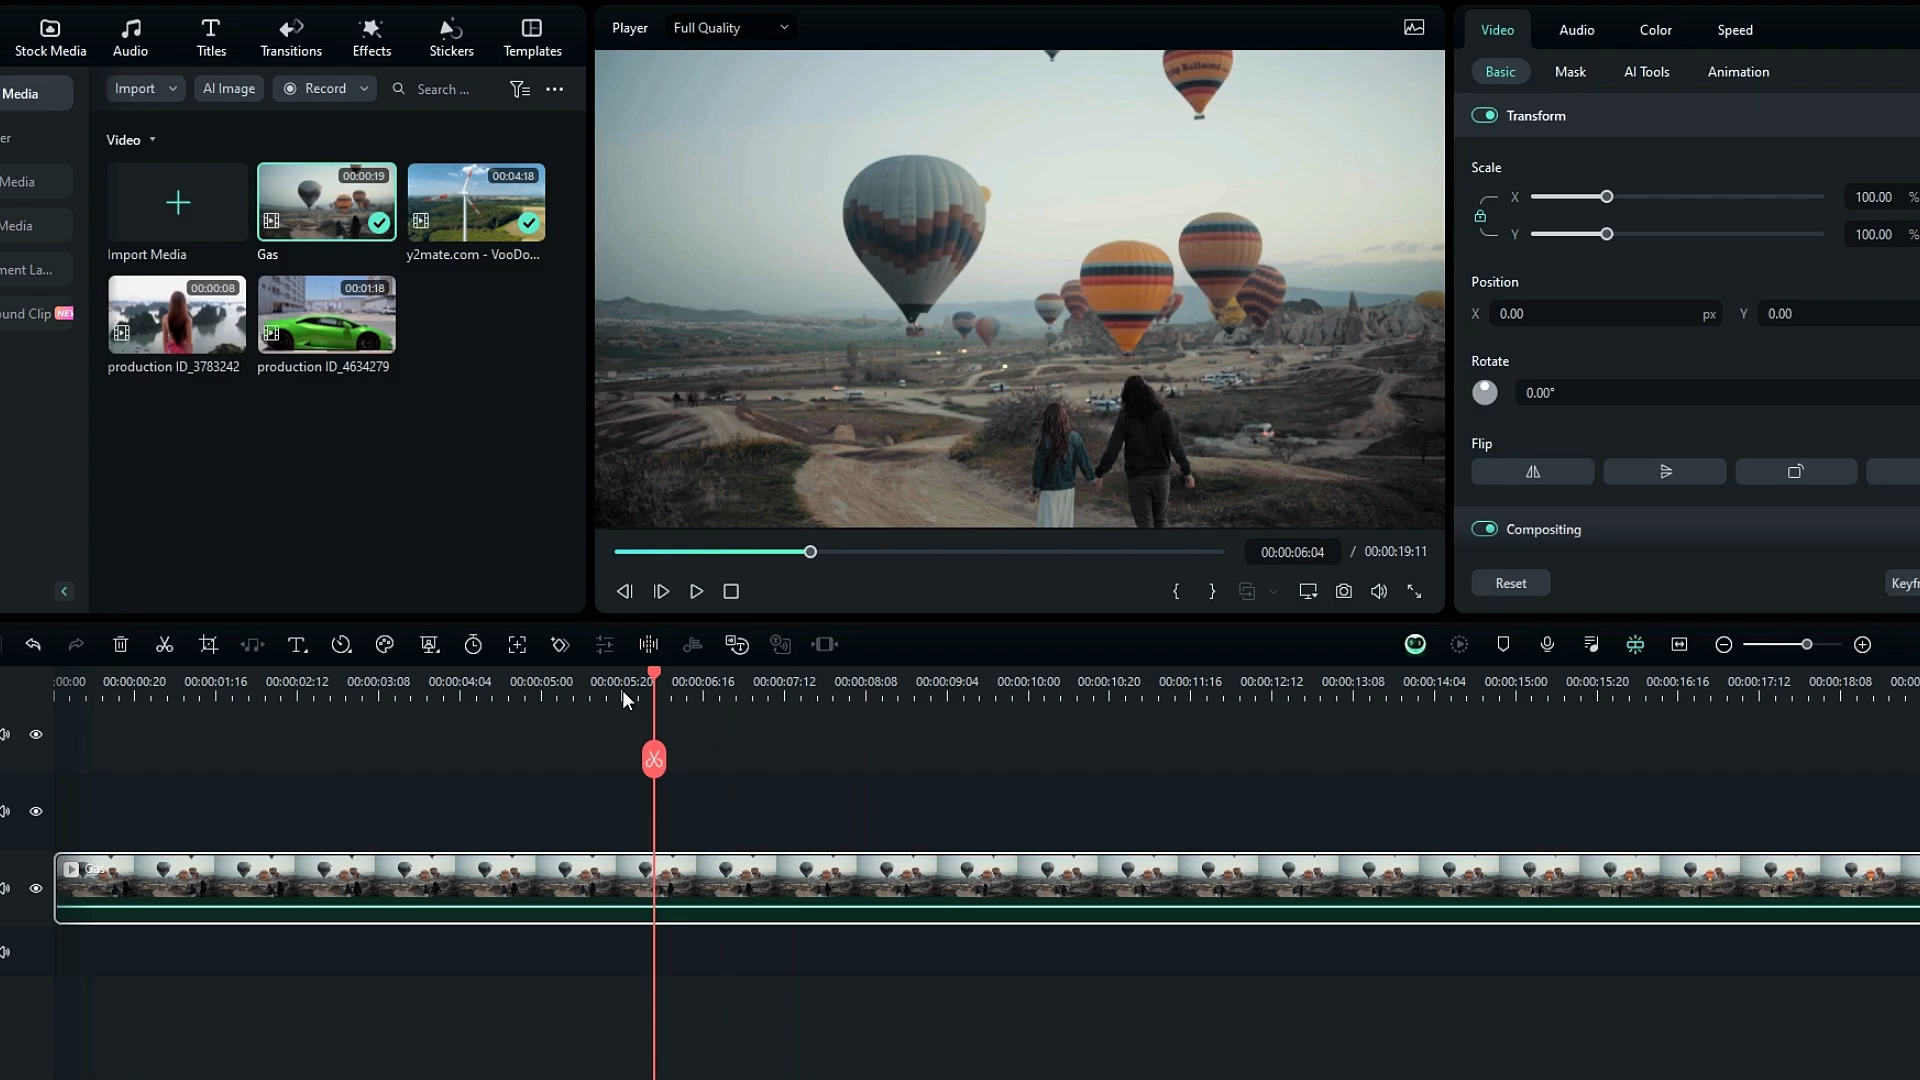 Stock Media
Audio
Titles
Transitions
Effects
Stickers
Templates
Media
er
Media
Media
ment La...
ound Clip
Import
AI Image
Record
Search ...
Video
Import Media
00:00:19
Gas
00:04:18
y2mate.com - VooDo...
00:00:08
production ID_3783242
00:01:18
production ID_4634279
Player
Full Quality
Balloons
00:00:06:04 / 00:00:19:11
Video
Audio
Color
Speed
Basic
Mask
AI Tools
Animation
Transform
Scale
X
100.00 %
Y
100.00 %
Position
X 0.00 px Y 0.00
Rotate
0.00°
Flip
Compositing
Reset
Keyfr
:00:00 00:00:00:20 00:00:01:16 00:00:02:12 00:00:03:08 00:00:04:04 00:00:05:00 00:00:05:20 00:00:06:16 00:00:07:12 00:00:08:08 00:00:09:04 00:00:10:00 00:00:10:20 00:00:11:16 00:00:12:12 00:00:13:08 00:00:14:04 00:00:15:00 00:00:15:20 00:00:16:16 00:00:17:12 00:00:18:08 00:00
Gas